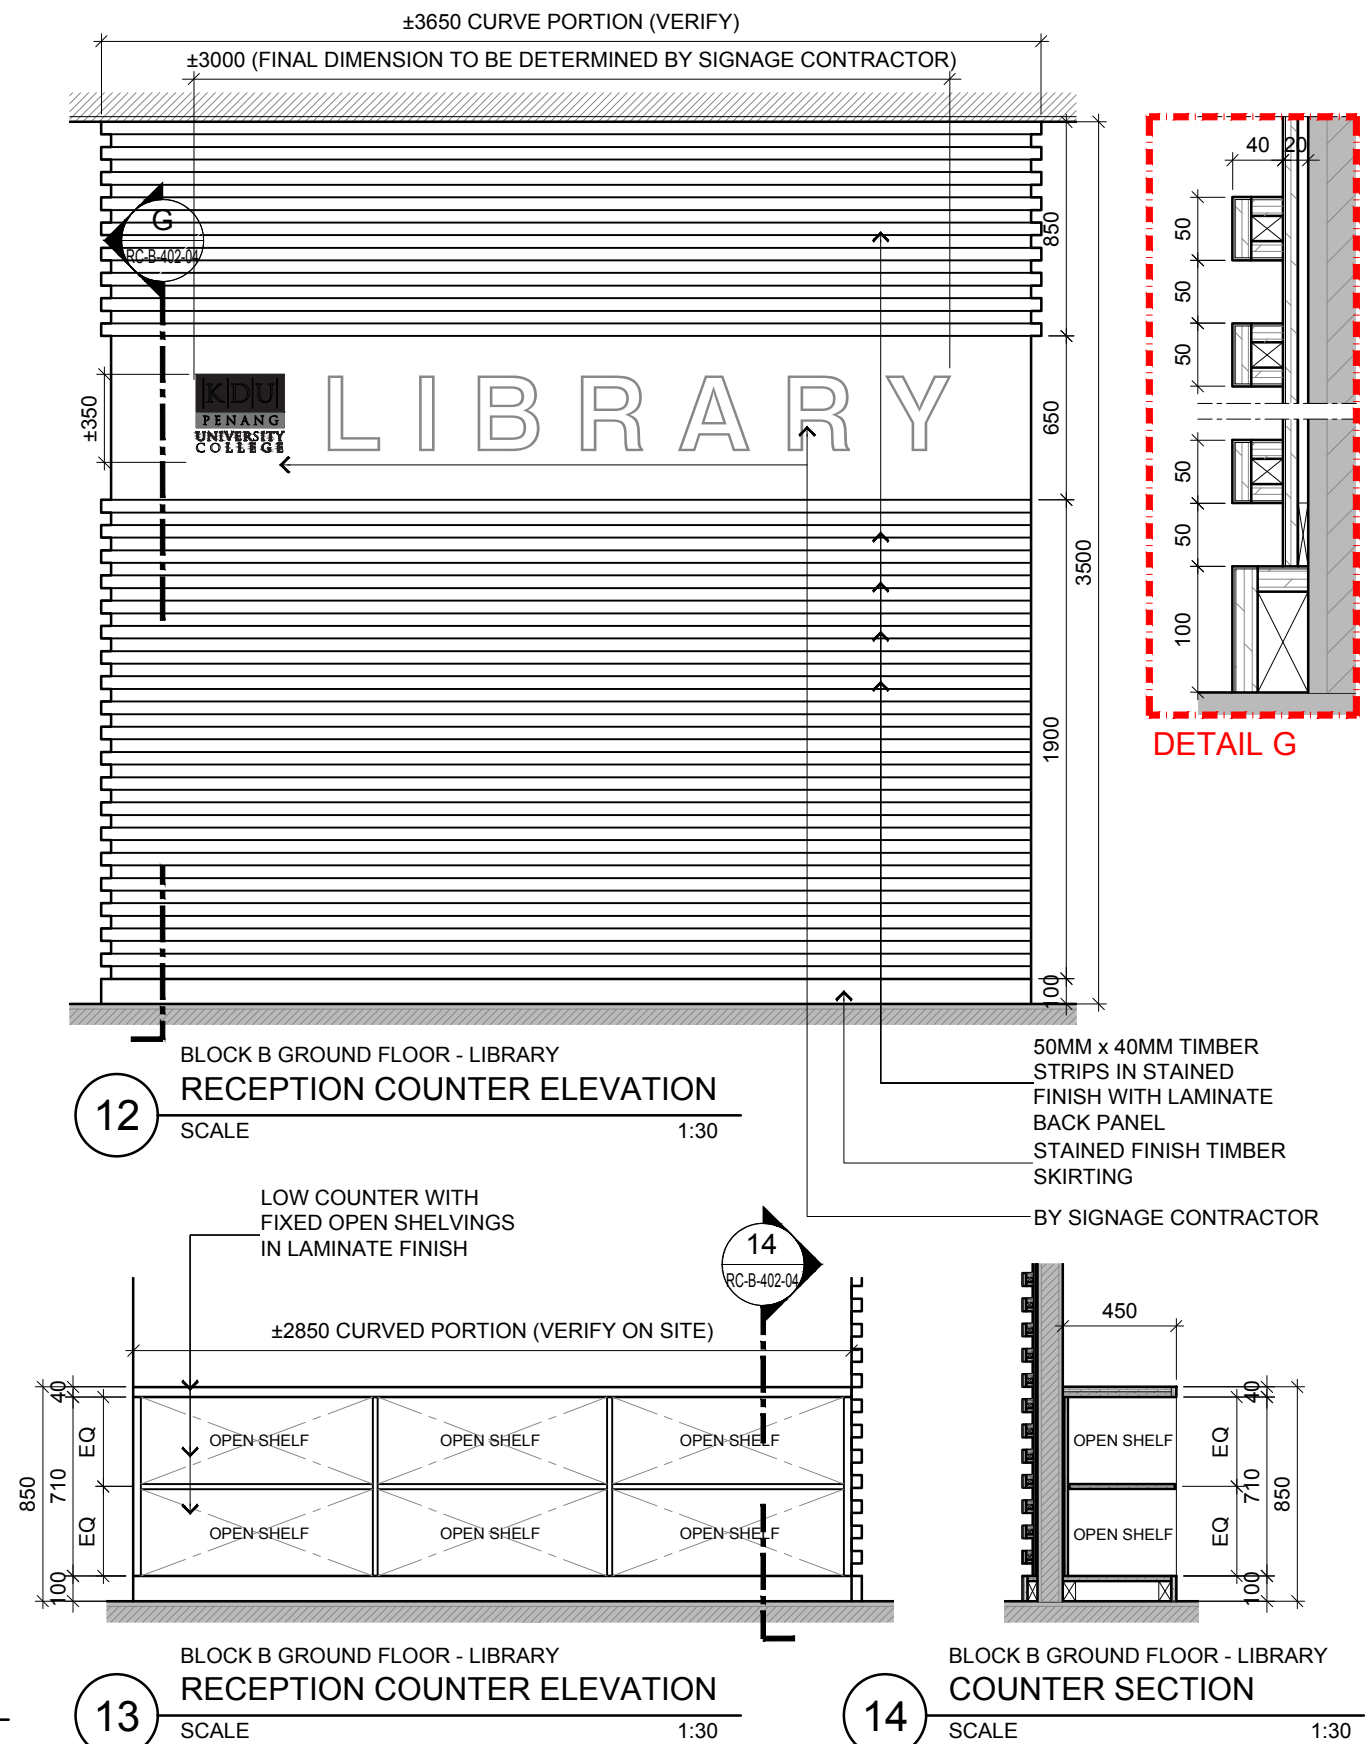 ±3650 CURVE PORTION (VERIFY)
±3000 (FINAL DIMENSION TO BE DETERMINED BY SIGNAGE CONTRACTOR)
G
RC-B-402-04
850
±350
KDU
PENANG
UNIVERSITY
COLLEGE
LIBRARY
650
3500
1900
100
40
20
50
50
50
50
50
100
DETAIL G
50MM x 40MM TIMBER
STRIPS IN STAINED
FINISH WITH LAMINATE
BACK PANEL
STAINED FINISH TIMBER
SKIRTING
BY SIGNAGE CONTRACTOR
12
BLOCK B GROUND FLOOR - LIBRARY
RECEPTION COUNTER ELEVATION
SCALE 1:30
LOW COUNTER WITH
FIXED OPEN SHELVINGS
IN LAMINATE FINISH
14
RC-B-402-04
±2850 CURVED PORTION (VERIFY ON SITE)
40
EQ
710
850
EQ
100
OPEN SHELF OPEN SHELF OPEN SHELF
OPEN SHELF OPEN SHELF OPEN SHELF
13
BLOCK B GROUND FLOOR - LIBRARY
RECEPTION COUNTER ELEVATION
SCALE 1:30
450
40
OPEN SHELF
EQ
710
850
OPEN SHELF
EQ
100
14
BLOCK B GROUND FLOOR - LIBRARY
COUNTER SECTION
SCALE 1:30